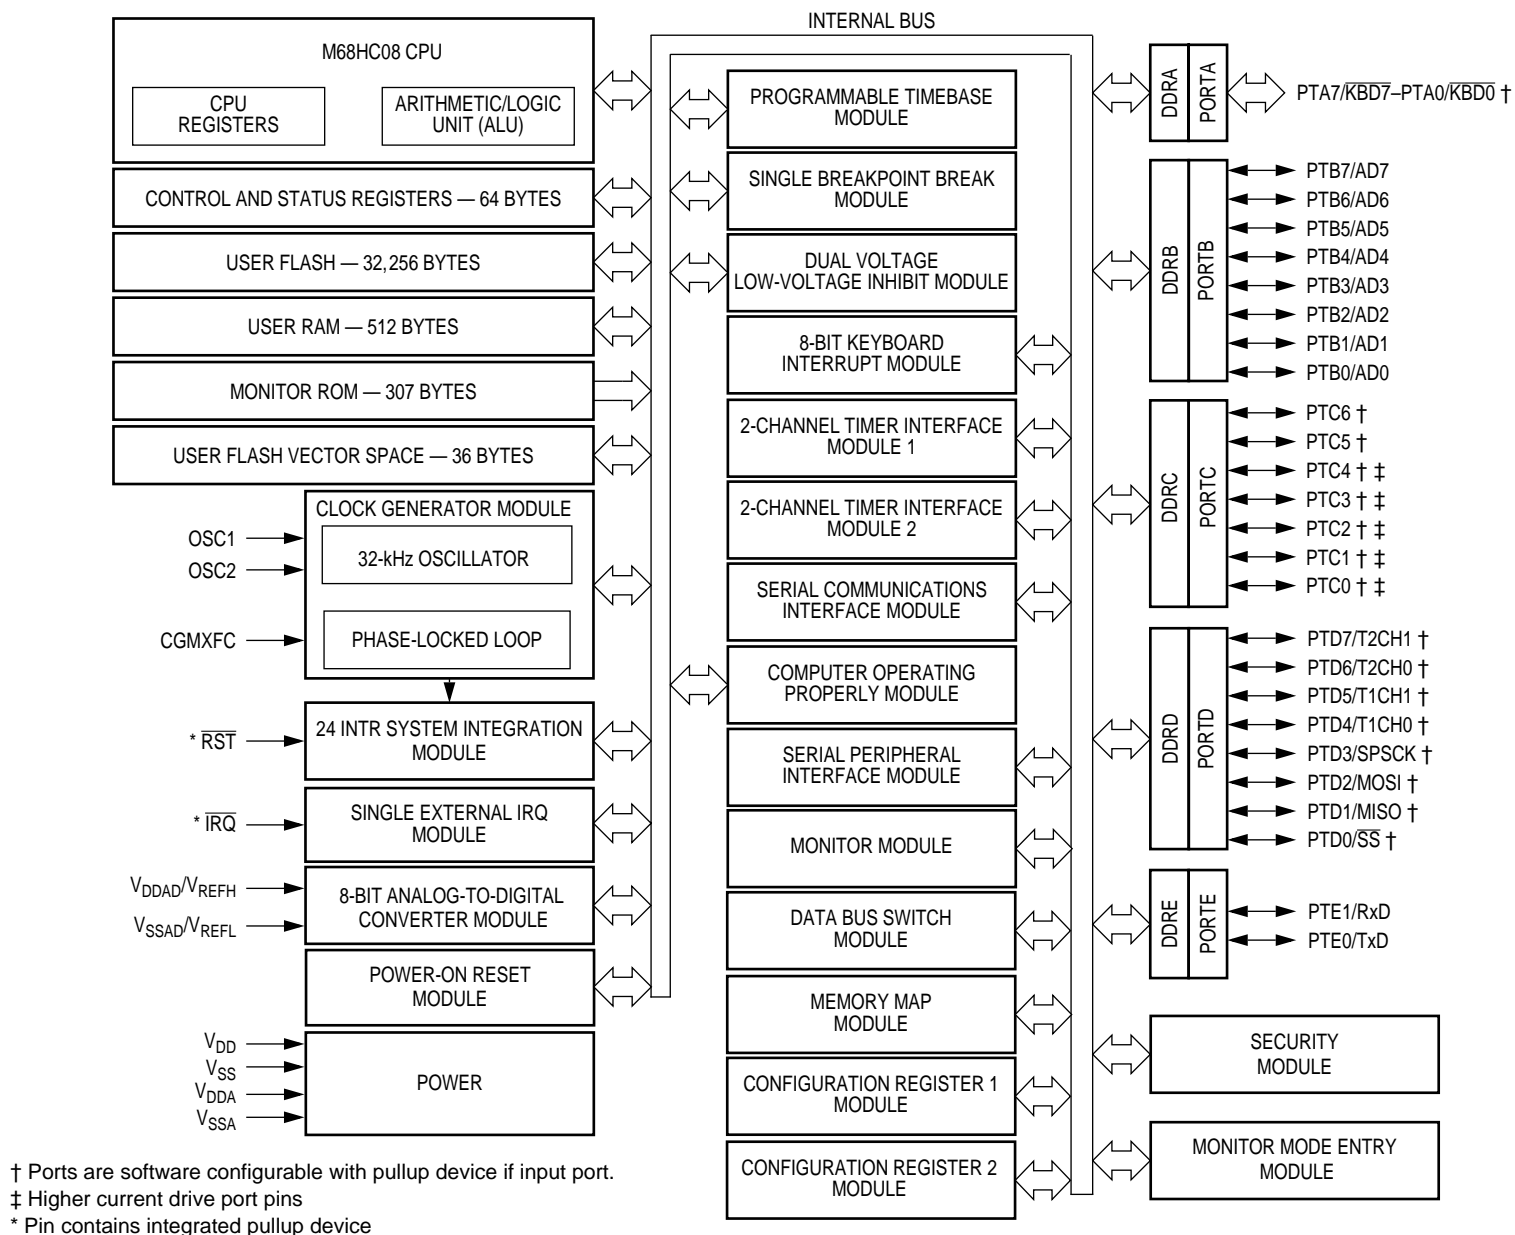 INTERNAL BUS
M68HC08 CPU
CPU
REGISTERS
ARITHMETIC/LOGIC
UNIT (ALU)
CONTROL AND STATUS REGISTERS — 64 BYTES
USER FLASH — 32,256 BYTES
USER RAM — 512 BYTES
MONITOR ROM — 307 BYTES
USER FLASH VECTOR SPACE — 36 BYTES
CLOCK GENERATOR MODULE
32-kHz OSCILLATOR
PHASE-LOCKED LOOP
OSC1
OSC2
CGMXFC
24 INTR SYSTEM INTEGRATION
MODULE
* R̅S̅T̅
SINGLE EXTERNAL IRQ
MODULE
* I̅R̅Q̅
8-BIT ANALOG-TO-DIGITAL
CONVERTER MODULE
VDDAD/VREFH
VSSAD/VREFL
POWER-ON RESET
MODULE
POWER
VDD
VSS
VDDA
VSSA
PROGRAMMABLE TIMEBASE
MODULE
SINGLE BREAKPOINT BREAK
MODULE
DUAL VOLTAGE
LOW-VOLTAGE INHIBIT MODULE
8-BIT KEYBOARD
INTERRUPT MODULE
2-CHANNEL TIMER INTERFACE
MODULE 1
2-CHANNEL TIMER INTERFACE
MODULE 2
SERIAL COMMUNICATIONS
INTERFACE MODULE
COMPUTER OPERATING
PROPERLY MODULE
SERIAL PERIPHERAL
INTERFACE MODULE
MONITOR MODULE
DATA BUS SWITCH
MODULE
MEMORY MAP
MODULE
CONFIGURATION REGISTER 1
MODULE
CONFIGURATION REGISTER 2
MODULE
DDRA
PORTA
PTA7/K̅B̅D̅7̅–PTA0/K̅B̅D̅0̅ †
DDRB
PORTB
PTB7/AD7
PTB6/AD6
PTB5/AD5
PTB4/AD4
PTB3/AD3
PTB2/AD2
PTB1/AD1
PTB0/AD0
DDRC
PORTC
PTC6 †
PTC5 †
PTC4 † ‡
PTC3 † ‡
PTC2 † ‡
PTC1 † ‡
PTC0 † ‡
DDRD
PORTD
PTD7/T2CH1 †
PTD6/T2CH0 †
PTD5/T1CH1 †
PTD4/T1CH0 †
PTD3/SPSCK †
PTD2/MOSI †
PTD1/MISO †
PTD0/S̅S̅ †
DDRE
PORTE
PTE1/RxD
PTE0/TxD
SECURITY
MODULE
MONITOR MODE ENTRY
MODULE
† Ports are software configurable with pullup device if input port.
‡ Higher current drive port pins
* Pin contains integrated pullup device